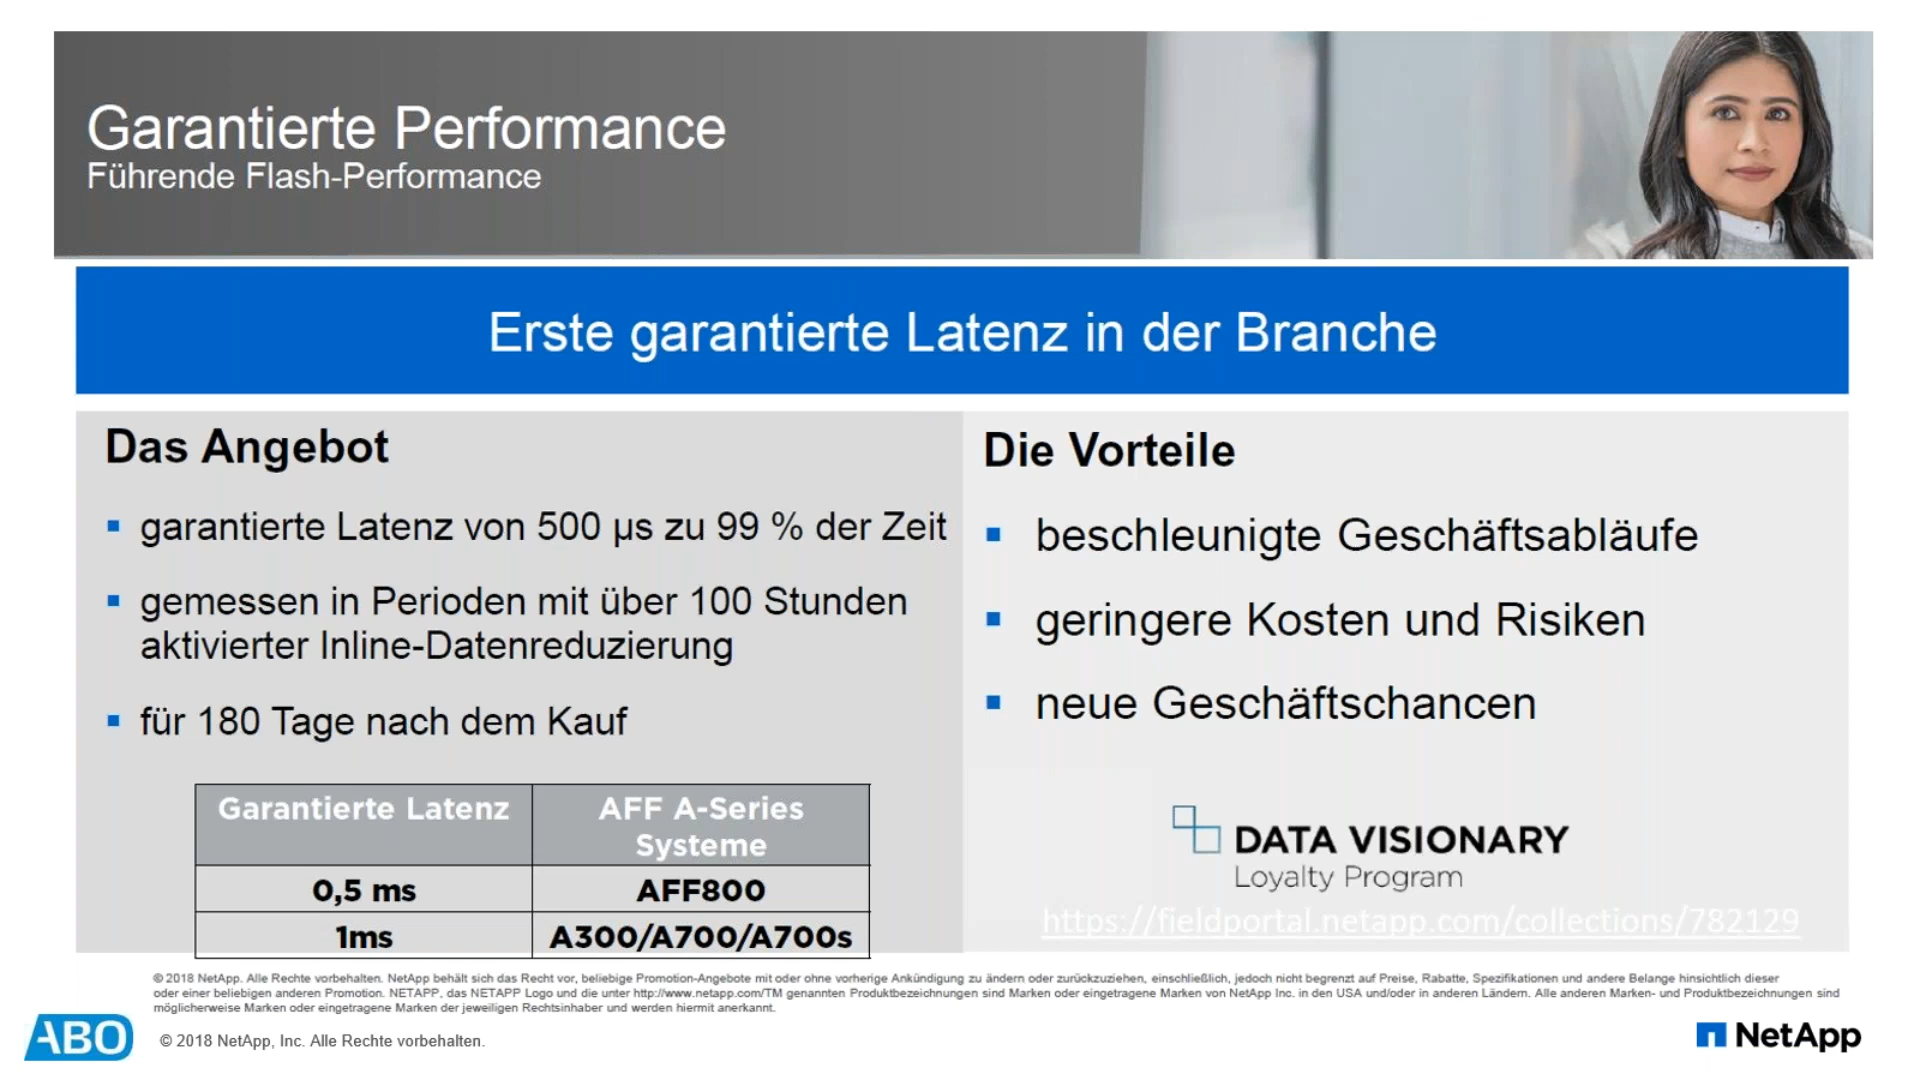 Garantierte Performance
Führende Flash-Performance
Erste garantierte Latenz in der Branche
Das Angebot
▪ garantierte Latenz von 500 µs zu 99 % der Zeit
▪ gemessen in Perioden mit über 100 Stunden
aktivierter Inline-Datenreduzierung
▪ für 180 Tage nach dem Kauf
Garantierte Latenz AFF A-Series
Systeme
0,5 ms AFF800
1ms A300/A700/A700s
Die Vorteile
▪ beschleunigte Geschäftsabläufe
▪ geringere Kosten und Risiken
▪ neue Geschäftschancen
DATA VISIONARY
Loyalty Program
https://fieldportal.netapp.com/collections/782129
© 2018 NetApp. Alle Rechte vorbehalten. NetApp behält sich das Recht vor, beliebige Promotion-Angebote mit oder ohne vorherige Ankündigung zu ändern oder zurückzuziehen, einschließlich, jedoch nicht begrenzt auf Preise, Rabatte, Spezifikationen und andere Belange hinsichtlich dieser
oder einer beliebigen anderen Promotion. NETAPP, das NETAPP Logo und die unter http://www.netapp.com/TM genannten Produktbezeichnungen sind Marken oder eingetragene Marken von NetApp Inc. in den USA und/oder in anderen Ländern. Alle anderen Marken- und Produktbezeichnungen sind
möglicherweise Marken oder eingetragene Marken der jeweiligen Rechtsinhaber und werden hiermit anerkannt.
ABO
© 2018 NetApp, Inc. Alle Rechte vorbehalten.
NetApp